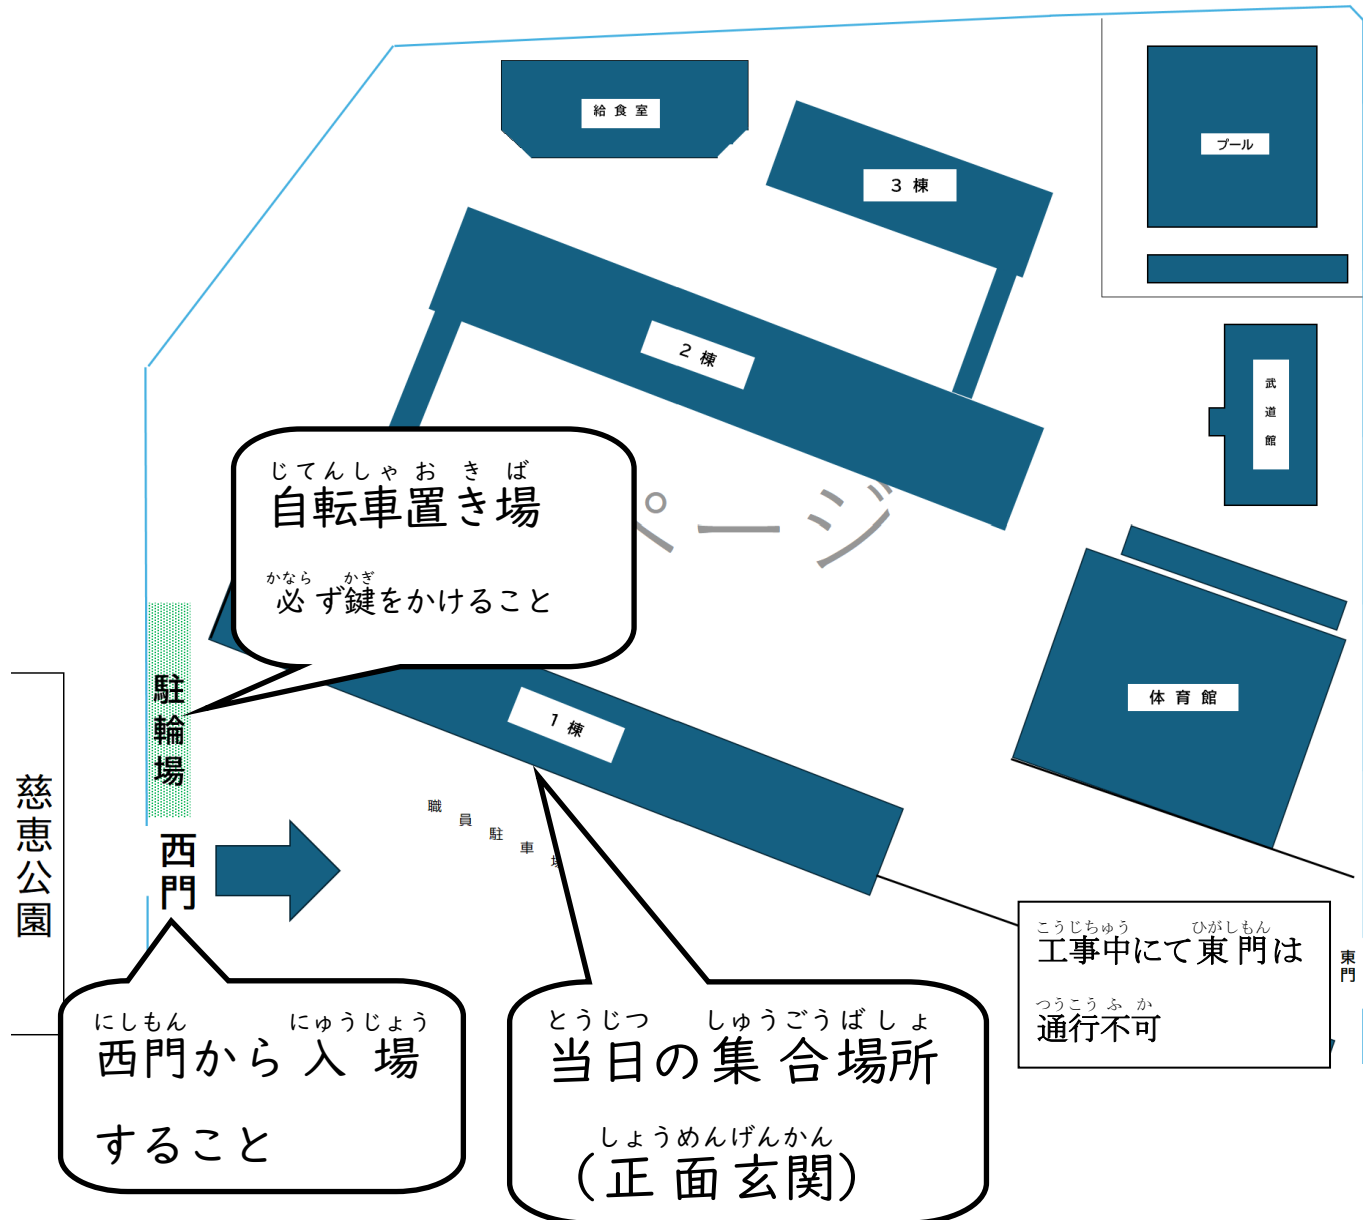 給食室
プール
3棟
2棟
武道館
ページ
じてんしゃおきば
自転車置き場
かなら かぎ
必ず鍵をかけること
駐輪場
1棟
体育館
慈恵公園
西門
職員駐車場
こうじちゅう ひがしもん
工事中にて東門は
つうこうふか
通行不可
東門
にしもん にゅうじょう
西門から入場
すること
とうじつ しゅうごうばしょ
当日の集合場所
しょうめんげんかん
(正面玄関)